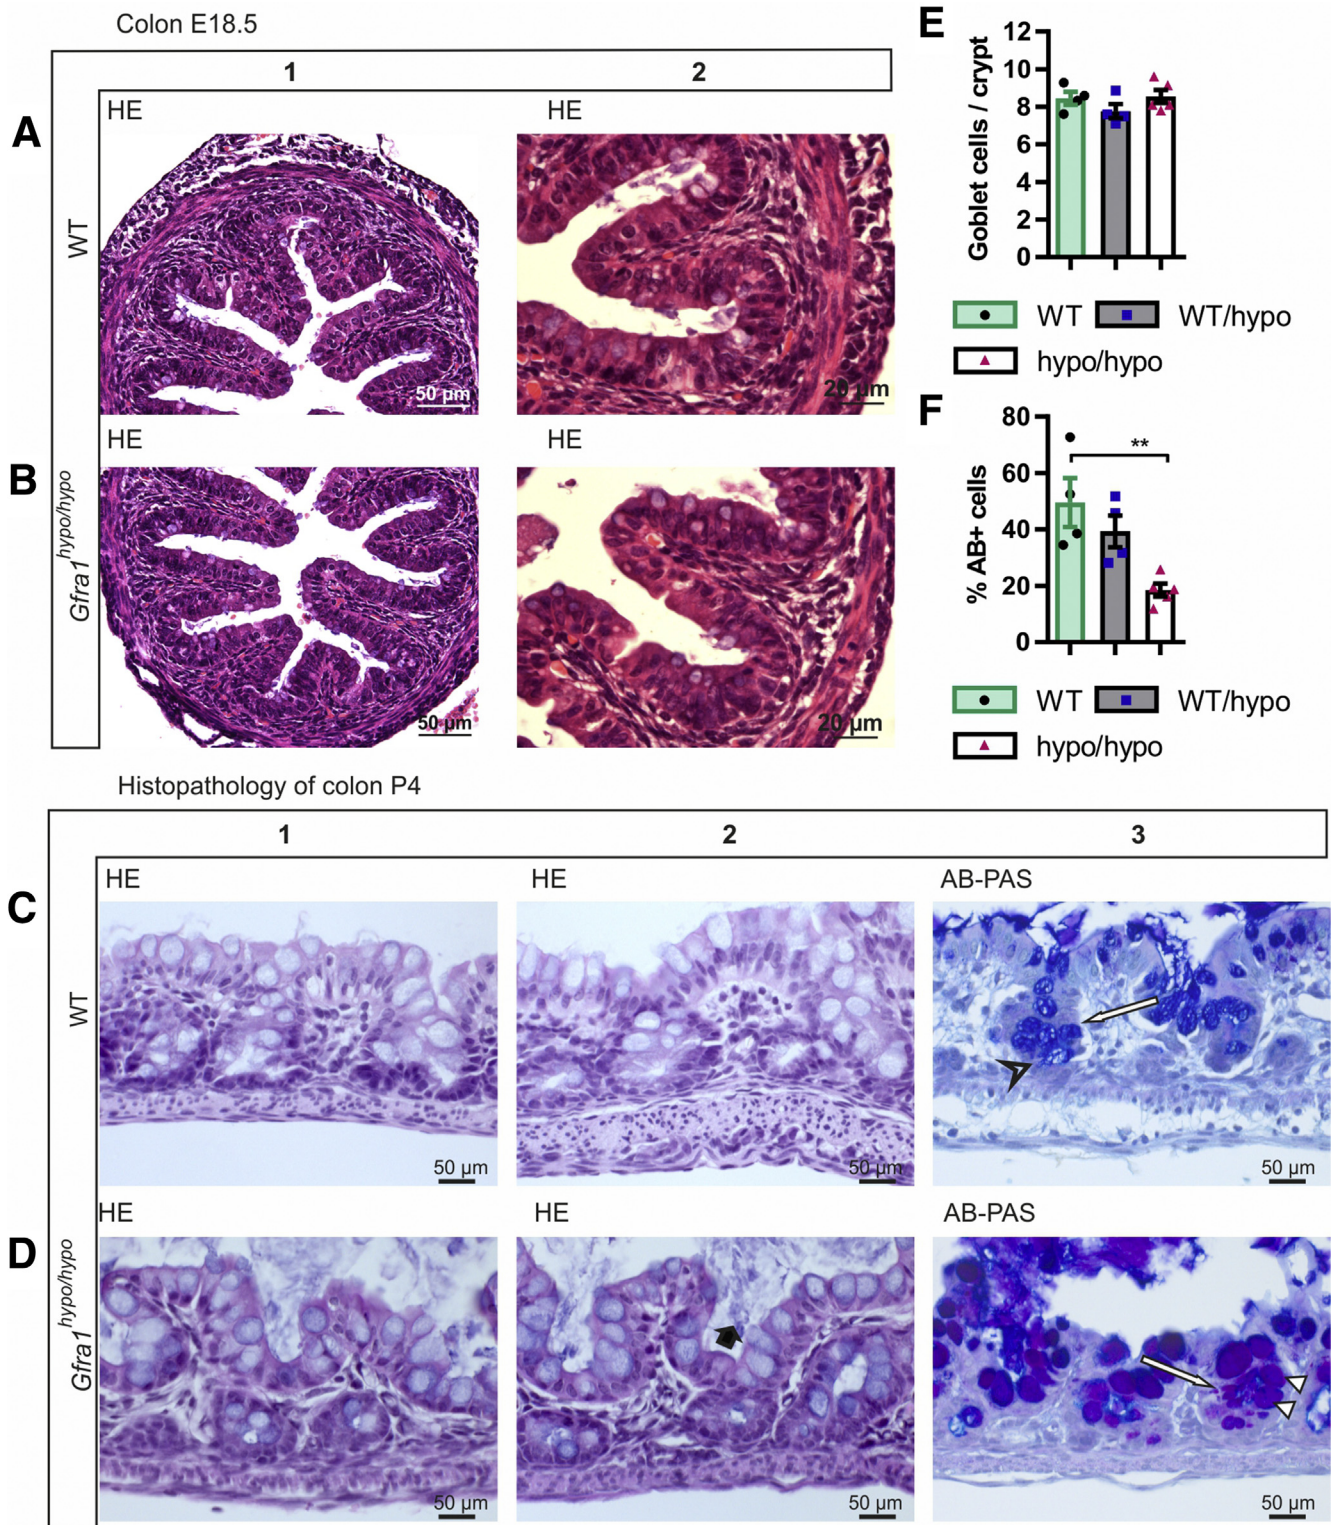 Colon E18.5
1 2
A
WT
HE HE
50 µm
20 µm
B
Gfra1hypo/hypo
HE HE
50 µm
20 µm
E
Goblet cells / crypt
12
10
8
6
4
2
0
WT WT/hypo
hypo/hypo
F
% AB+ cells
80
60
40
20
0
**
WT WT/hypo
hypo/hypo
Histopathology of colon P4
1 2 3
C
WT
HE HE AB-PAS
50 µm 50 µm 50 µm
D
Gfra1hypo/hypo
HE HE AB-PAS
50 µm 50 µm 50 µm